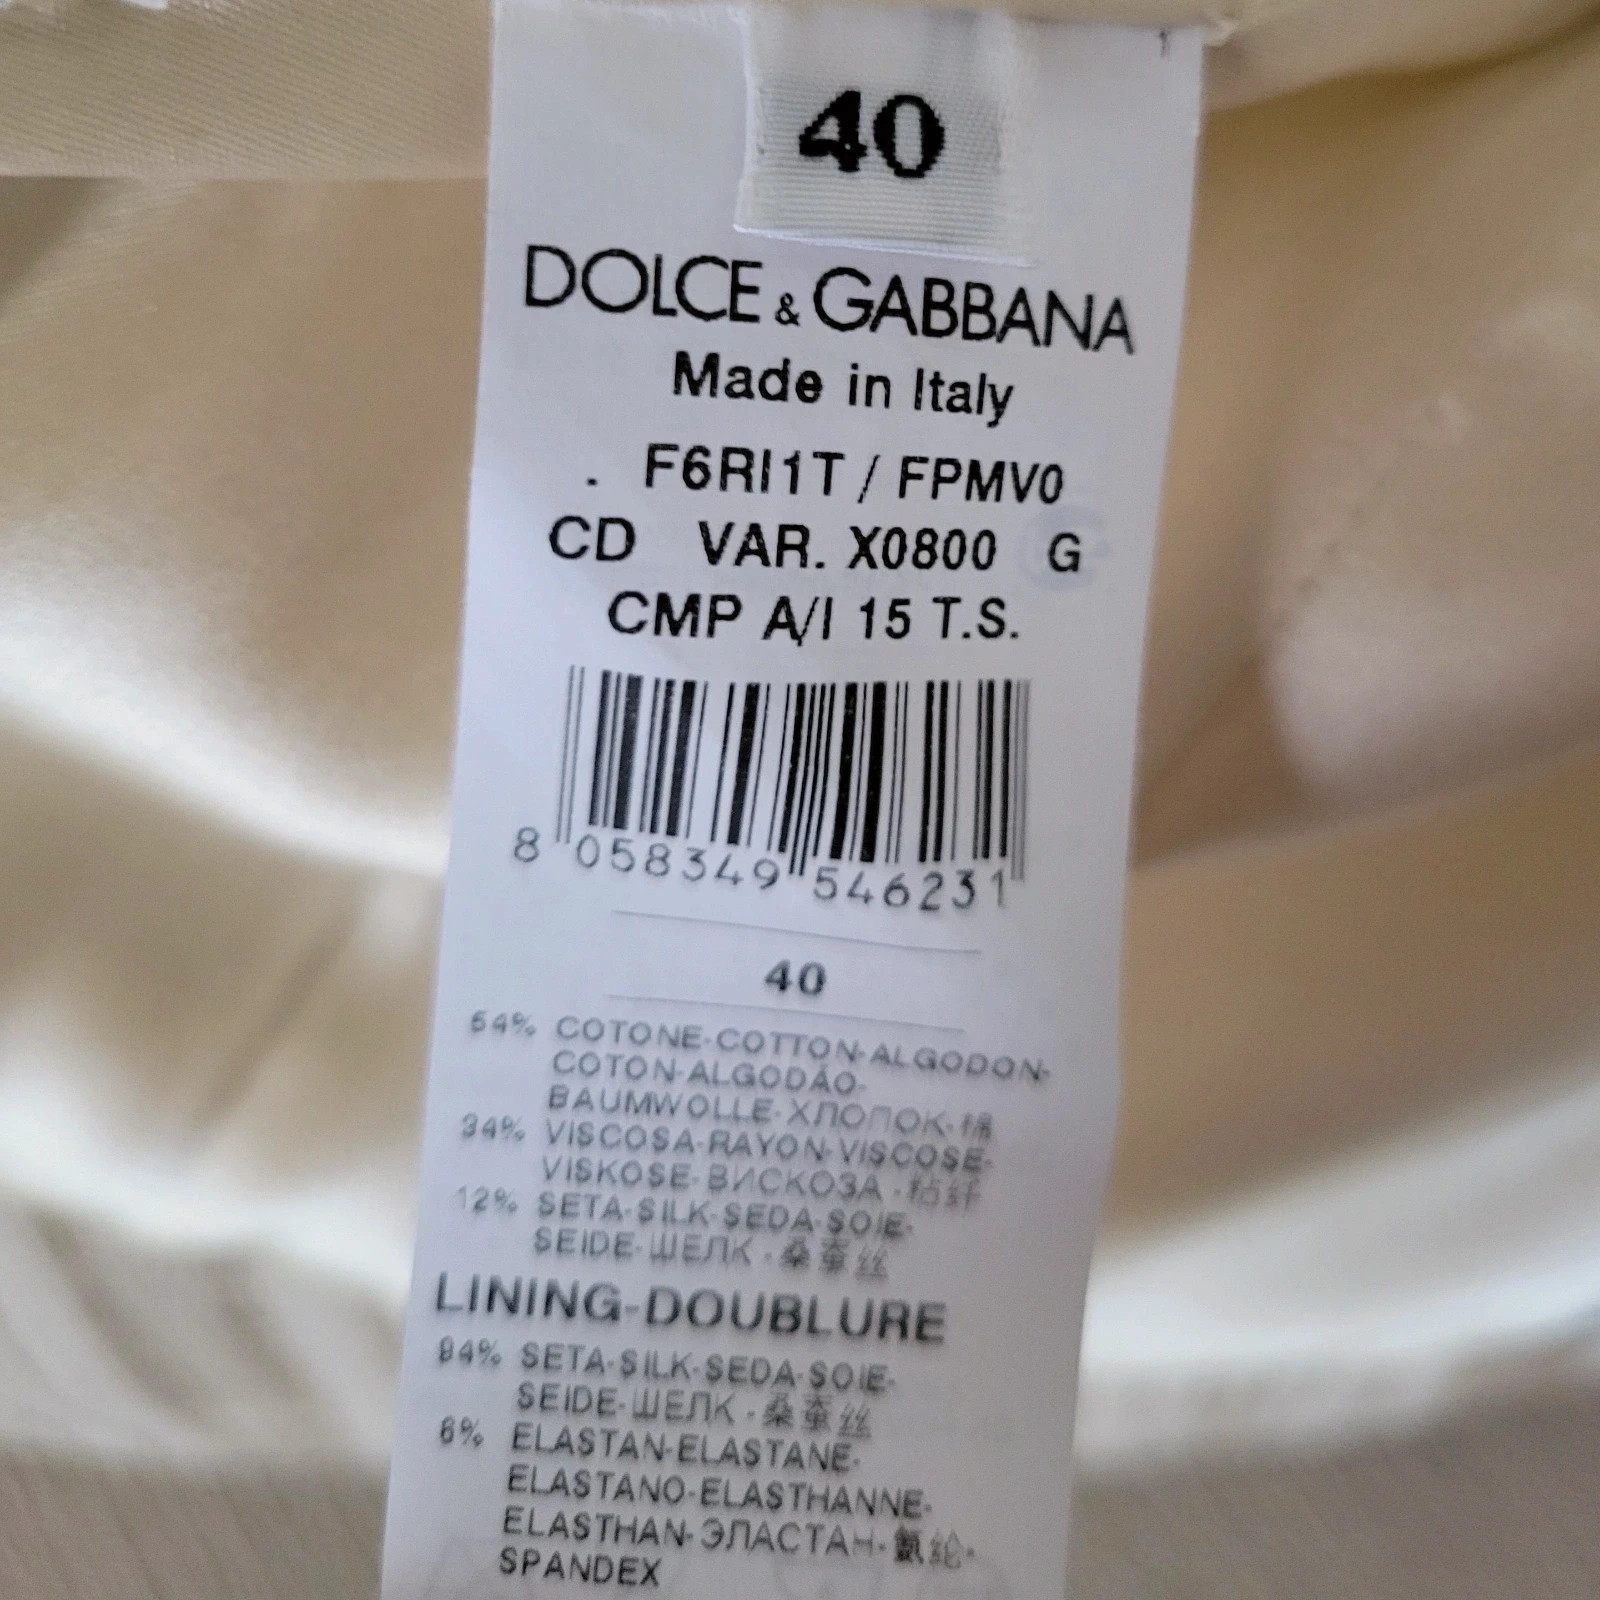 40
DOLCE & GABBANA
Made in Italy
. F6RI1T / FPMV0
CD VAR. X0800 G
CMP A/I 15 T.S.
8 058349 546231
40
54% COTONE-COTTON-ALGODON-
COTON-ALGODÃO-
BAUMWOLLE-ХЛОПОК-棉
34% VISCOSA-RAYON-VISCOSE-
VISKOSE-ВИСКОЗА-粘纤
12% SETA-SILK-SEDA-SOIE-
SEIDE-ШЕЛК-桑蚕丝
LINING-DOUBLURE
94% SETA-SILK-SEDA-SOIE-
SEIDE-ШЕЛК-桑蚕丝
6% ELASTAN-ELASTANE-
ELASTANO-ELASTHANNE-
ELASTHAN-ЭЛАСТАН-氨纶-
SPANDEX